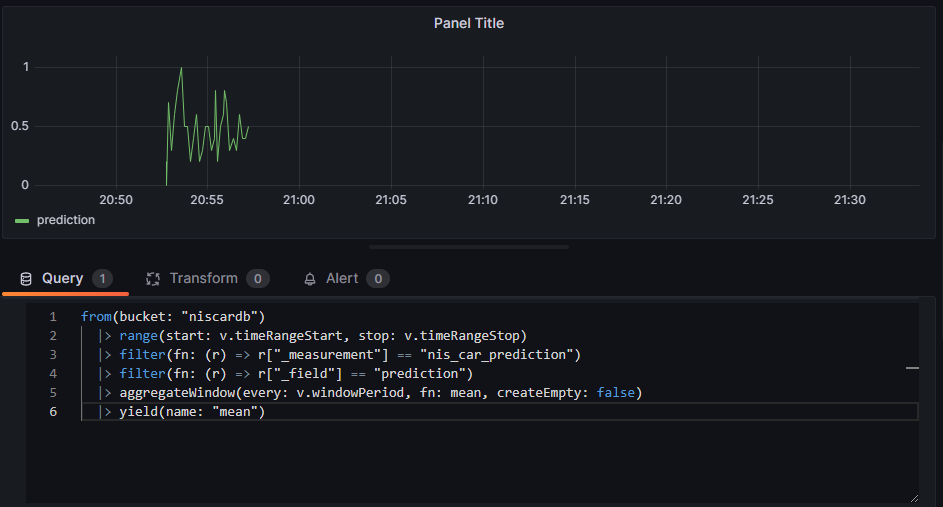 Panel Title
1
0.5
0
20:50 20:55 21:00 21:05 21:10 21:15 21:20 21:25 21:30
prediction
Query 1 Transform 0 Alert 0
1 from(bucket: "niscardb")
2 |> range(start: v.timeRangeStart, stop: v.timeRangeStop)
3 |> filter(fn: (r) => r["_measurement"] == "nis_car_prediction")
4 |> filter(fn: (r) => r["_field"] == "prediction")
5 |> aggregateWindow(every: v.windowPeriod, fn: mean, createEmpty: false)
6 |> yield(name: "mean")